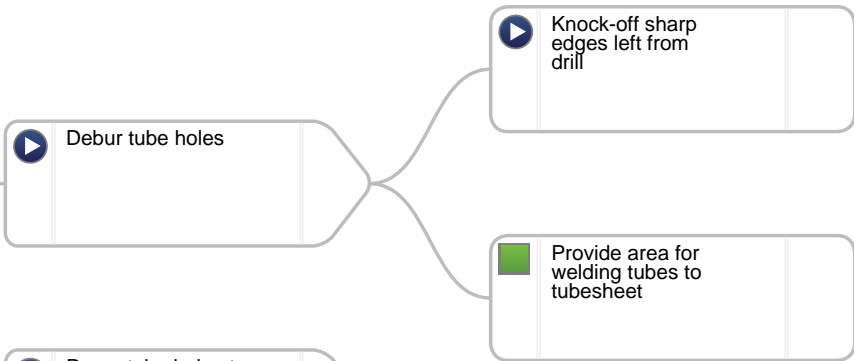 Knock-off sharp
edges left from
drill
Debur tube holes
Provide area for
welding tubes to
tubesheet